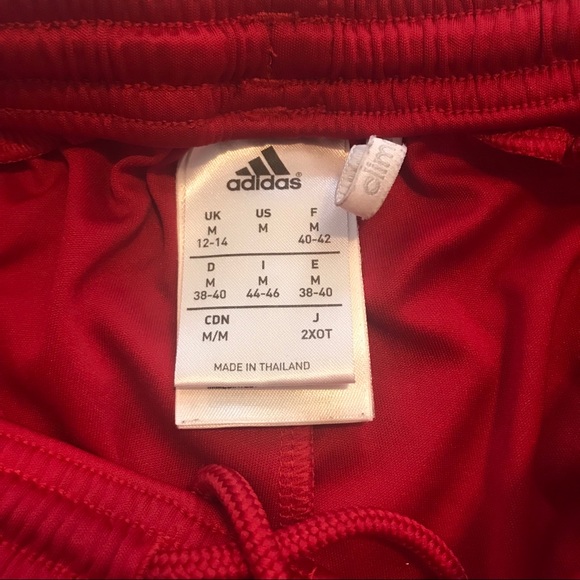 adidas®
UK US F
M M M
12-14 40-42
D I E
M M M
38-40 44-46 38-40
CDN J
M/M 2XOT
MADE IN THAILAND
clim